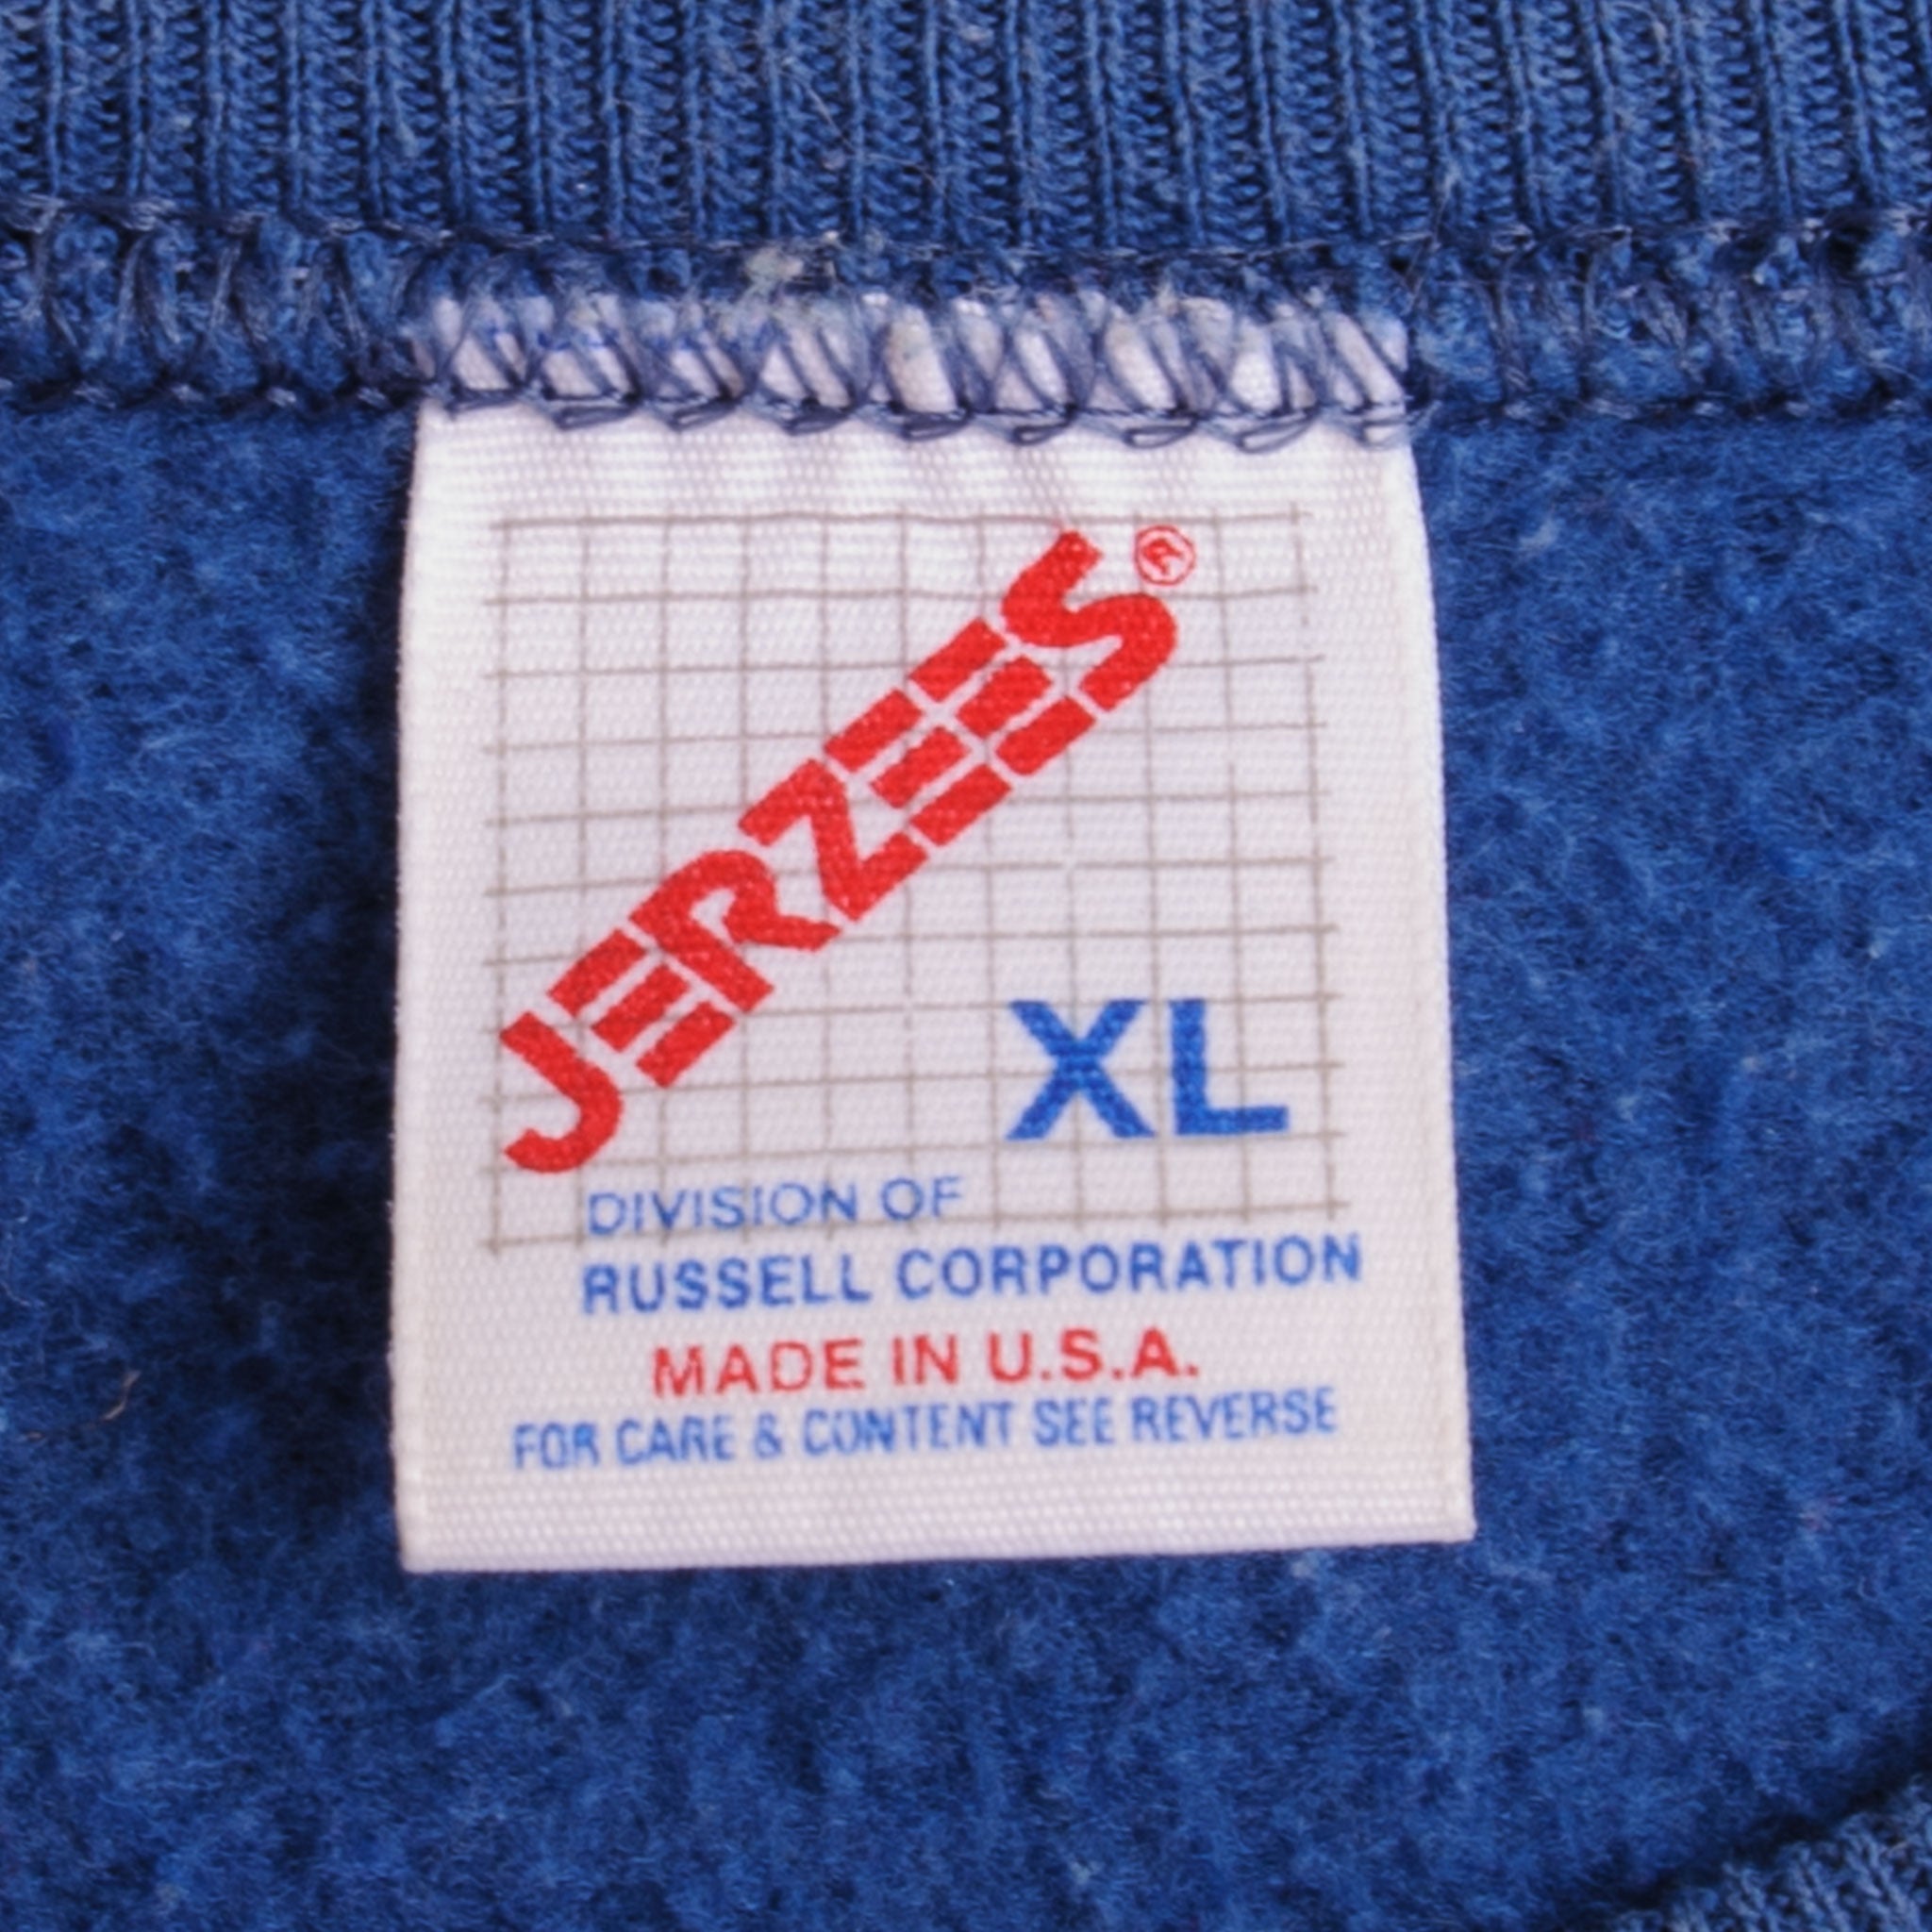 JERZEES®
XL
DIVISION OF
RUSSELL CORPORATION
MADE IN U.S.A.
FOR CARE & CONTENT SEE REVERSE